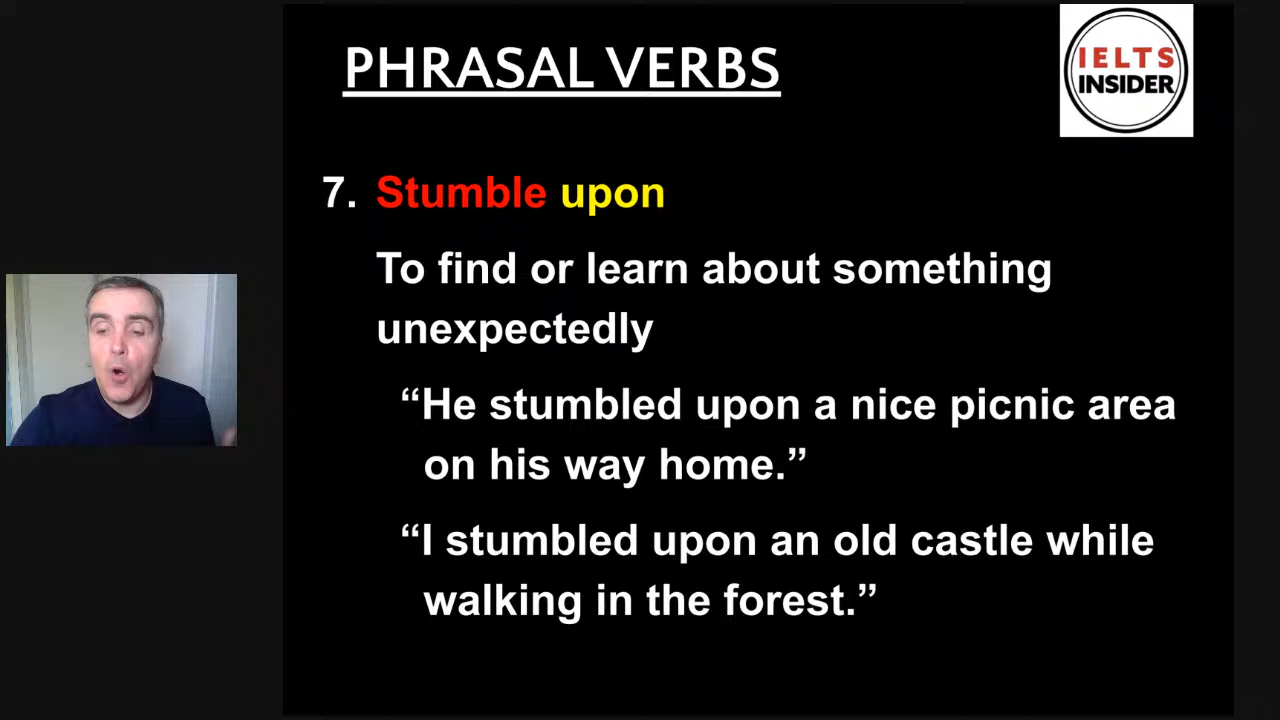 PHRASAL VERBS
IELTS
INSIDER
7. Stumble upon
To find or learn about something
unexpectedly
“He stumbled upon a nice picnic area
on his way home.”
“I stumbled upon an old castle while
walking in the forest.”